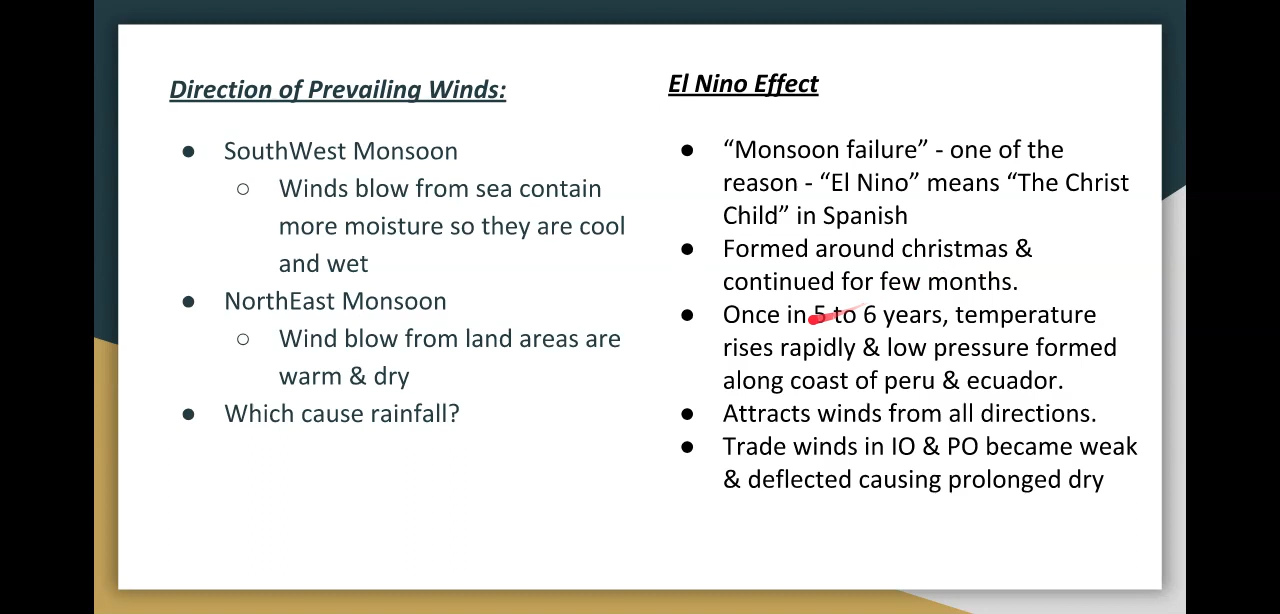 Direction of Prevailing Winds:
● SouthWest Monsoon
○ Winds blow from sea contain
more moisture so they are cool
and wet
● NorthEast Monsoon
○ Wind blow from land areas are
warm & dry
● Which cause rainfall?
El Nino Effect
● “Monsoon failure” - one of the
reason - “El Nino” means “The Christ
Child” in Spanish
● Formed around christmas &
continued for few months.
● Once in 5 to 6 years, temperature
rises rapidly & low pressure formed
along coast of peru & ecuador.
● Attracts winds from all directions.
● Trade winds in IO & PO became weak
& deflected causing prolonged dry